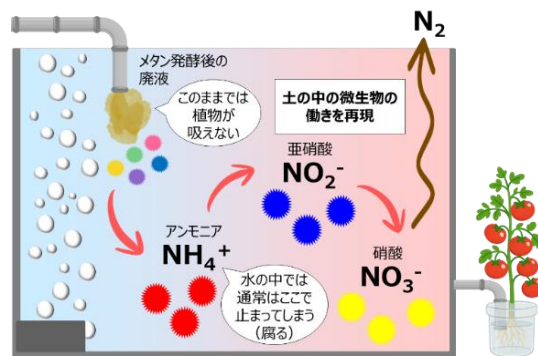 N₂
メタン発酵後の
廃液
このままでは
植物が
吸えない
土の中の微生物の
働きを再現
亜硝酸
NO₂⁻
アンモニア
NH₄⁺
硝酸
NO₃⁻
水の中では
通常はここで
止まってしまう
(腐る)